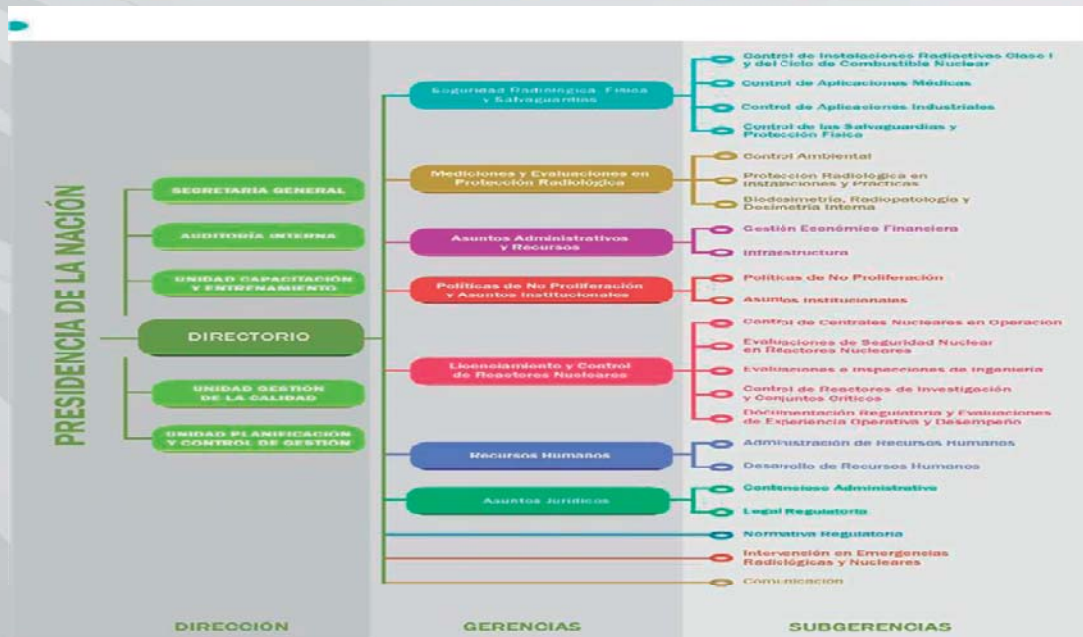 PRESIDENCIA DE LA NACIÓN
SECRETARÍA GENERAL
AUDITORÍA INTERNA
UNIDAD CAPACITACIÓN
Y ENTRENAMIENTO
DIRECTORIO
UNIDAD GESTIÓN
DE LA CALIDAD
UNIDAD PLANIFICACIÓN
Y CONTROL DE GESTIÓN
DIRECCIÓN
Seguridad Radiológica, Física
y Salvaguardias
Mediciones y Evaluaciones en
Protección Radiológica
Asuntos Administrativos
y Recursos
Políticas de No Proliferación
y Asuntos Institucionales
Licenciamiento y Control
de Reactores Nucleares
Recursos Humanos
Asuntos Jurídicos
GERENCIAS
Control de Instalaciones Radiactivas Clase I
y del Ciclo de Combustible Nuclear
Control de Aplicaciones Médicas
Control de Aplicaciones Industriales
Control de las Salvaguardias y
Protección Física
Control Ambiental
Protección Radiológica en
Instalaciones y Prácticas
Biodosimetría, Radiopatología y
Dosimetría Interna
Gestión Económico Financiera
Infraestructura
Políticas de No Proliferación
Asuntos Institucionales
Control de Centrales Nucleares en Operación
Evaluaciones de Seguridad Nuclear
en Reactores Nucleares
Evaluaciones e Inspecciones de Ingeniería
Control de Reactores de Investigación
y Conjuntos Críticos
Documentación Regulatoria y Evaluaciones
de Experiencia Operativa y Desempeño
Administración de Recursos Humanos
Desarrollo de Recursos Humanos
Contencioso Administrativo
Legal Regulatoria
Normativa Regulatoria
Intervención en Emergencias
Radiológicas y Nucleares
Comunicación
SUBGERENCIAS